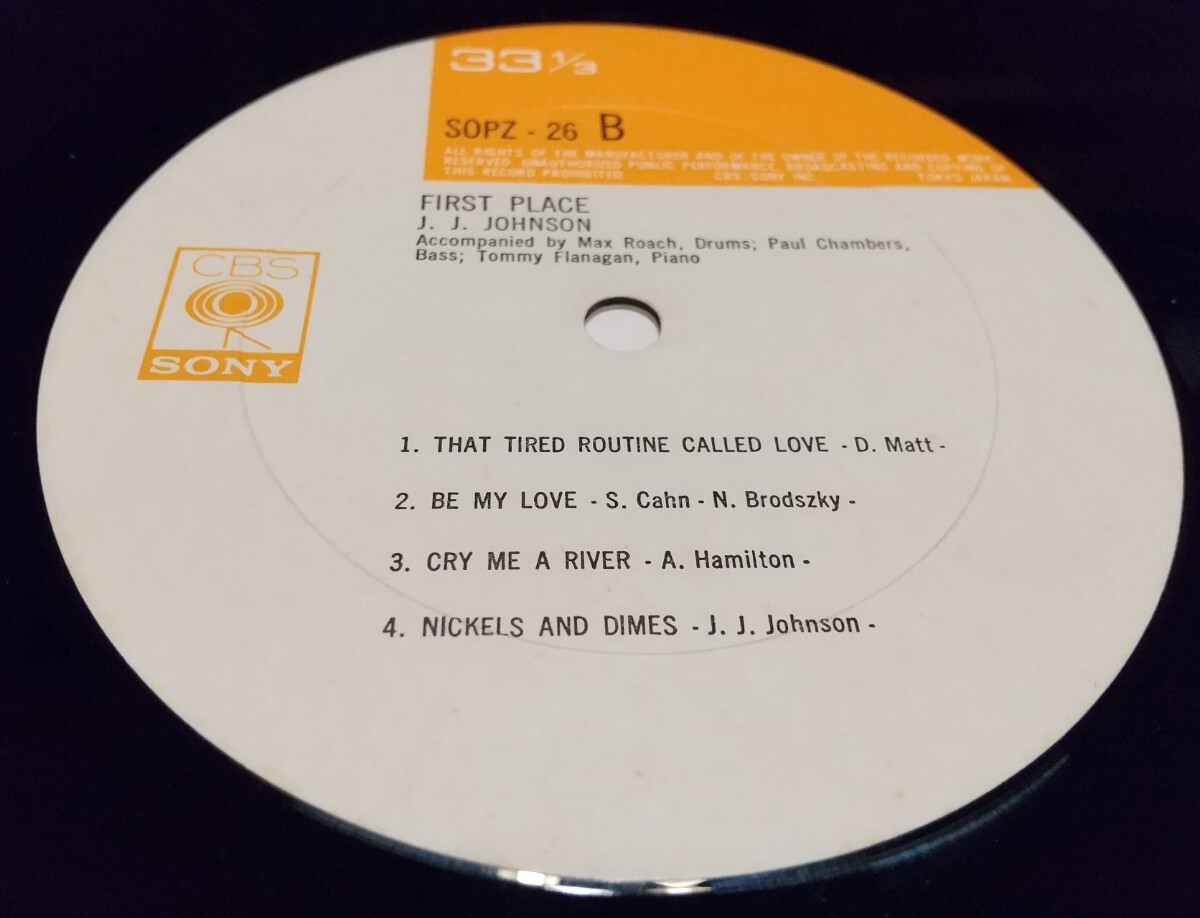 33 1/3
SOPZ - 26 B
ALL RIGHTS OF THE MANUFACTURER AND OF THE OWNER OF THE RECORDED WORK
RESERVED. UNAUTHORIZED PUBLIC PERFORMANCE, BROADCASTING AND COPYING OF
THIS RECORD PROHIBITED. CBS/SONY INC. TOKYO JAPAN.
FIRST PLACE
J. J. JOHNSON
Accompanied by Max Roach, Drums; Paul Chambers,
Bass; Tommy Flanagan, Piano
CBS
SONY
1. THAT TIRED ROUTINE CALLED LOVE - D. Matt -
2. BE MY LOVE - S. Cahn - N. Brodszky -
3. CRY ME A RIVER - A. Hamilton -
4. NICKELS AND DIMES - J. J. Johnson -